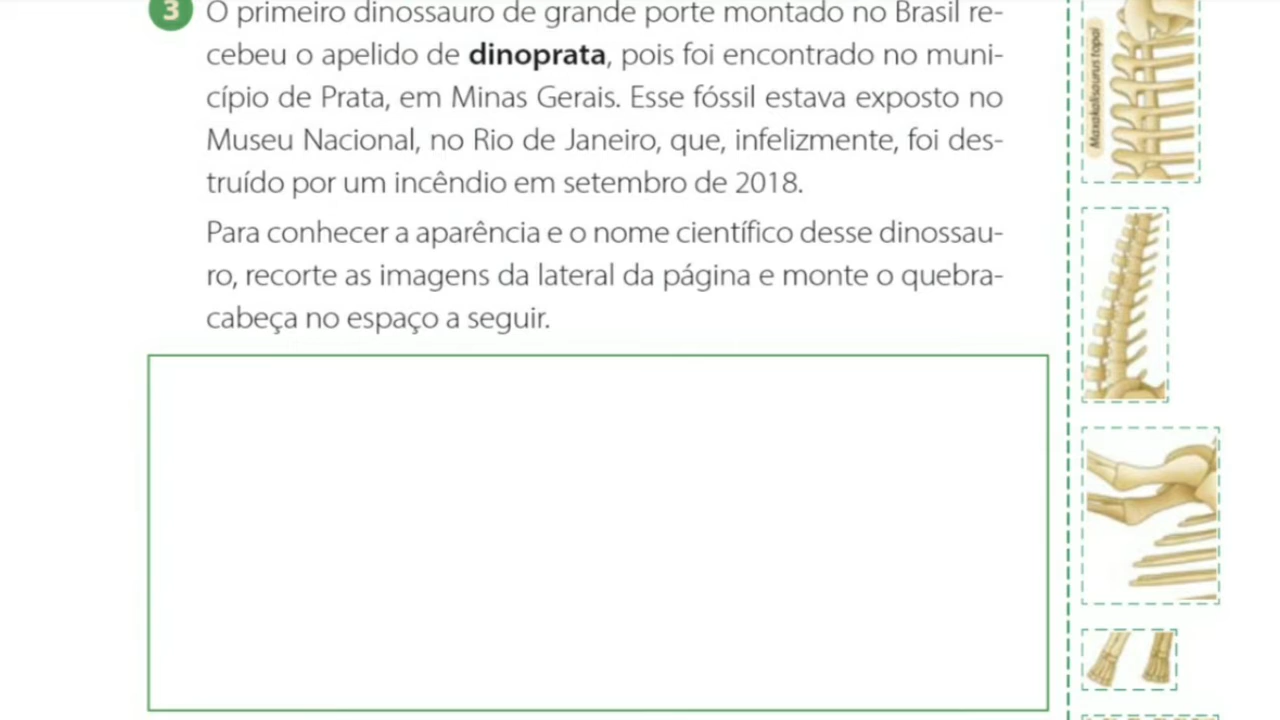 3 O primeiro dinossauro de grande porte montado no Brasil re-
cebeu o apelido de dinoprata, pois foi encontrado no muni-
cípio de Prata, em Minas Gerais. Esse fóssil estava exposto no
Museu Nacional, no Rio de Janeiro, que, infelizmente, foi des-
truído por um incêndio em setembro de 2018.
Para conhecer a aparência e o nome científico desse dinossau-
ro, recorte as imagens da lateral da página e monte o quebra-
cabeça no espaço a seguir.
Maxakalisaurus topai